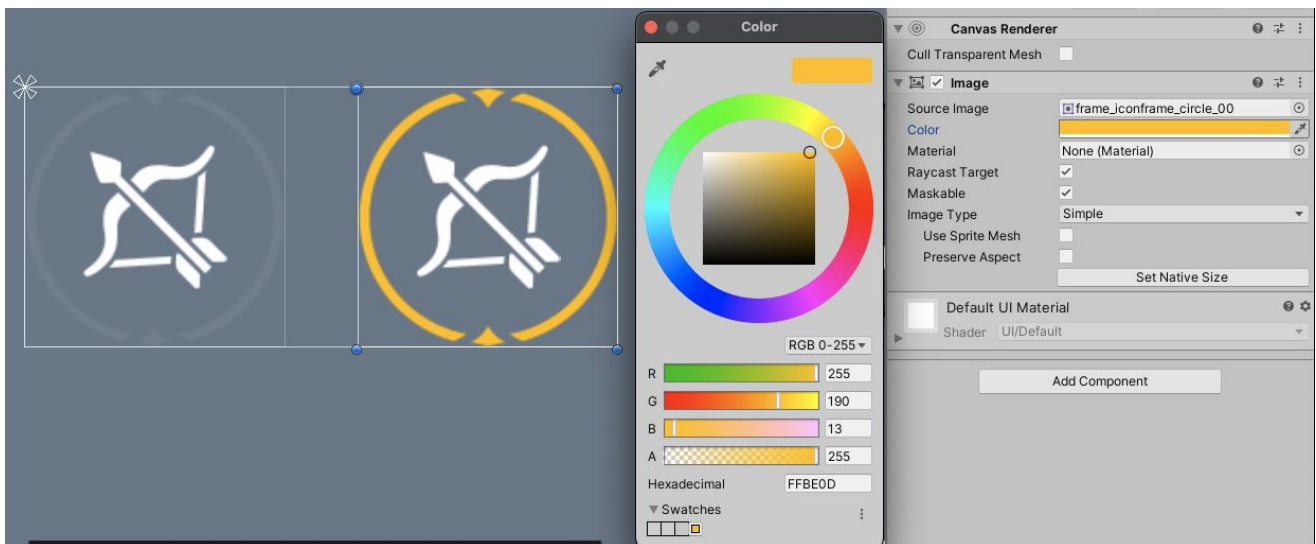 Color
RGB 0-255
R 255
G 190
B 13
A 255
Hexadecimal FFBE0D
Swatches
Canvas Renderer
Cull Transparent Mesh
Image
Source Image frame_iconframe_circle_00
Color
Material None (Material)
Raycast Target
Maskable
Image Type Simple
Use Sprite Mesh
Preserve Aspect
Set Native Size
Default UI Material
Shader UI/Default
Add Component